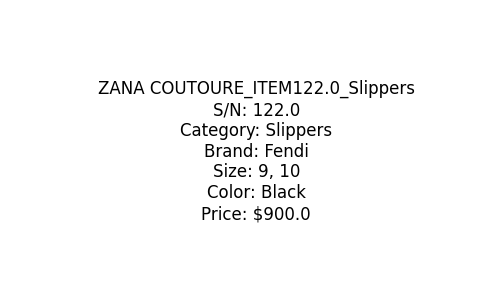 ZANA COUTOURE_ITEM122.0_Slippers
S/N: 122.0
Category: Slippers
Brand: Fendi
Size: 9, 10
Color: Black
Price: $900.0